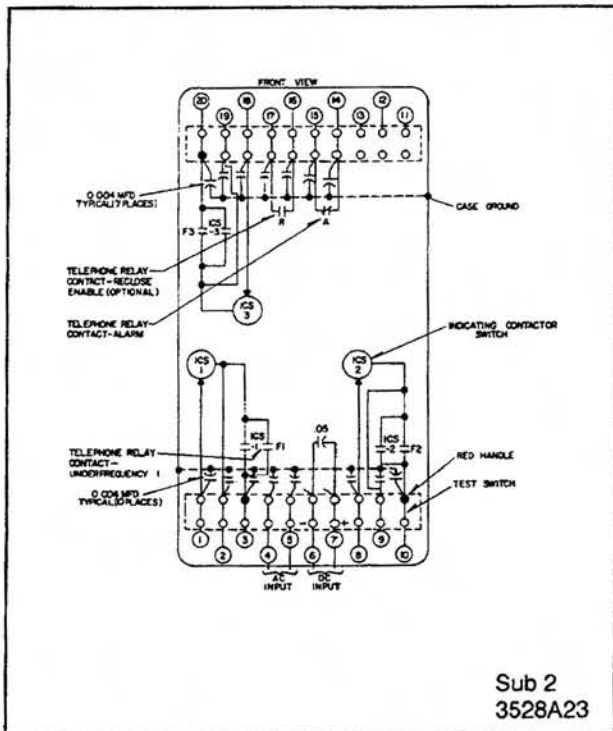 FRONT VIEW
20 19 18 17 16 15 14 13 12 11
0.004 MFD
TYPICAL (7 PLACES)
CASE GROUND
F3
ICS
-3
R
A
TELEPHONE RELAY
CONTACT-RECLOSE
ENABLE (OPTIONAL)
ICS
3
TELEPHONE RELAY
CONTACT-ALARM
INDICATING CONTACTOR
SWITCH
ICS
1
ICS
2
.05
ICS
-1
F1
ICS
-2
F2
TELEPHONE RELAY
CONTACT-
UNDERFREQUENCY 1
RED HANDLE
TEST SWITCH
0.004 MFD
TYPICAL (10 PLACES)
- +
1 2 3 4 5 6 7 8 9 10
AC
INPUT
DC
INPUT
Sub 2
3528A23